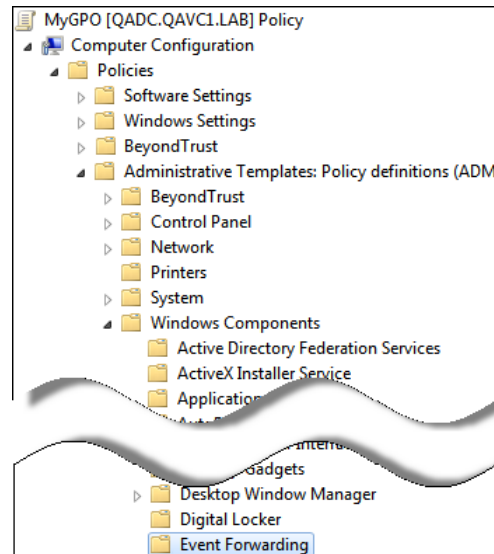 MyGPO [QADC.QAVC1.LAB] Policy
Computer Configuration
Policies
Software Settings
Windows Settings
BeyondTrust
Administrative Templates: Policy definitions (ADM
BeyondTrust
Control Panel
Network
Printers
System
Windows Components
Active Directory Federation Services
ActiveX Installer Service
Application
Gadgets
Desktop Window Manager
Digital Locker
Event Forwarding